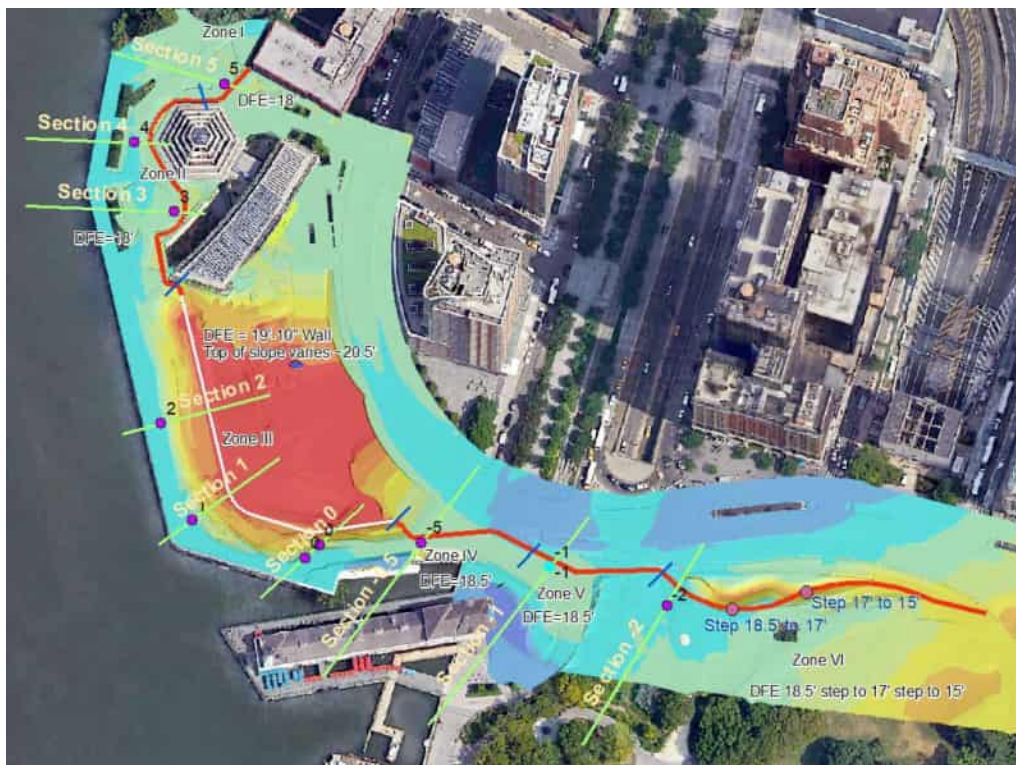 Zone I
Section 5
5
DFE=18
Section 4
4
Zone II
Section 3
3
DFE=18'
DFE = 19'-10" Wall
Top of slope varies ~20.5'
Section 2
2
Zone III
Section 1
1
Section 0
0
-.5
Zone IV
DFE=18.5'
Section -.5
-1
-1
Zone V
DFE=18.5'
Section -1
-2
Section -2
Step 18.5' to 17'
Step 17' to 15'
Zone VI
DFE 18.5' step to 17' step to 15'